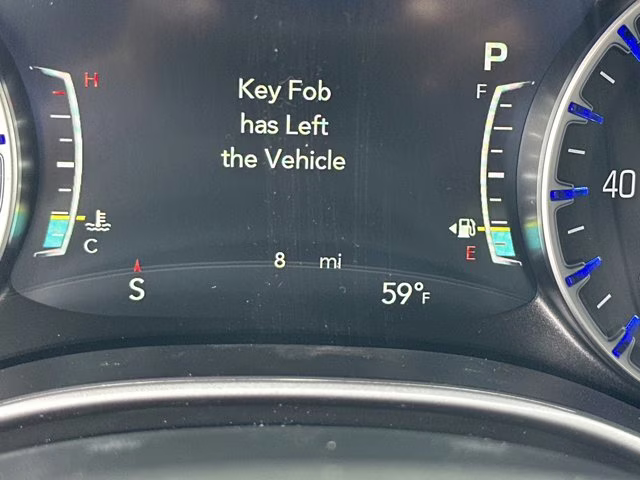 P
H
F
Key Fob
has Left
the Vehicle
40
C
E
8 mi
S
59°F